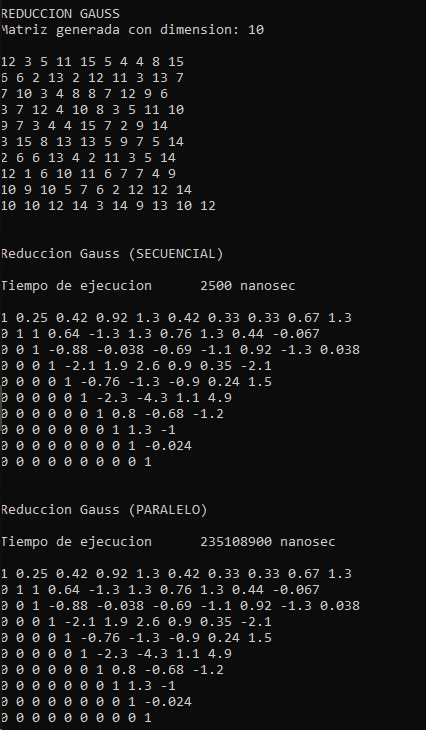 REDUCCION GAUSS
Matriz generada con dimension: 10
12 3 5 11 15 5 4 4 8 15
6 6 2 13 2 12 11 3 13 7
7 10 3 4 8 8 7 12 9 6
3 7 12 4 10 8 3 5 11 10
9 7 3 4 4 15 7 2 9 14
3 15 8 13 13 5 9 7 5 14
2 6 6 13 4 2 11 3 5 14
12 1 6 10 11 6 7 7 4 9
10 9 10 5 7 6 2 12 12 14
10 10 12 14 3 14 9 13 10 12
Reduccion Gauss (SECUENCIAL)
Tiempo de ejecucion 2500 nanosec
1 0.25 0.42 0.92 1.3 0.42 0.33 0.33 0.67 1.3
0 1 1 0.64 -1.3 1.3 0.76 1.3 0.44 -0.067
0 0 1 -0.88 -0.038 -0.69 -1.1 0.92 -1.3 0.038
0 0 0 1 -2.1 1.9 2.6 0.9 0.35 -2.1
0 0 0 0 1 -0.76 -1.3 -0.9 0.24 1.5
0 0 0 0 0 1 -2.3 -4.3 1.1 4.9
0 0 0 0 0 0 1 0.8 -0.68 -1.2
0 0 0 0 0 0 0 1 1.3 -1
0 0 0 0 0 0 0 0 1 -0.024
0 0 0 0 0 0 0 0 0 1
Reduccion Gauss (PARALELO)
Tiempo de ejecucion 235108900 nanosec
1 0.25 0.42 0.92 1.3 0.42 0.33 0.33 0.67 1.3
0 1 1 0.64 -1.3 1.3 0.76 1.3 0.44 -0.067
0 0 1 -0.88 -0.038 -0.69 -1.1 0.92 -1.3 0.038
0 0 0 1 -2.1 1.9 2.6 0.9 0.35 -2.1
0 0 0 0 1 -0.76 -1.3 -0.9 0.24 1.5
0 0 0 0 0 1 -2.3 -4.3 1.1 4.9
0 0 0 0 0 0 1 0.8 -0.68 -1.2
0 0 0 0 0 0 0 1 1.3 -1
0 0 0 0 0 0 0 0 1 -0.024
0 0 0 0 0 0 0 0 0 1